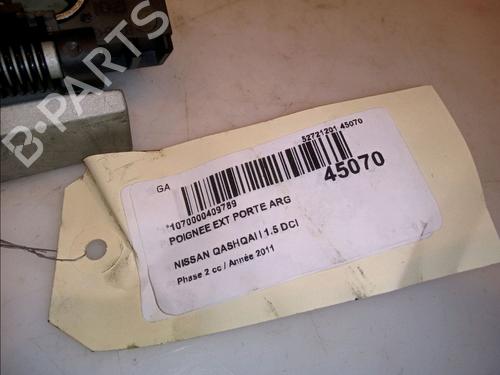 B-PARTS
GA
52721201 45070
45070
*1070000409789
POIGNEE EXT PORTE ARG
NISSAN QASHQAI I 1.5 DCI
Phase 2 cc / Année 2011